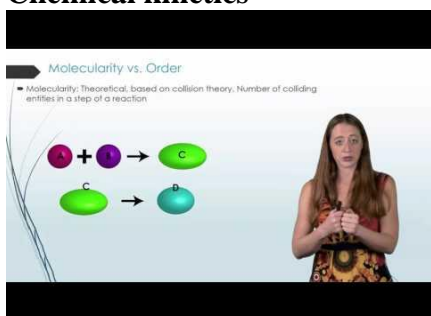 Chemical kinetics
Molecularity vs. Order
Molecularity: Theoretical, based on collision theory. Number of colliding
entities in a step of a reaction
A + B → C
C → D